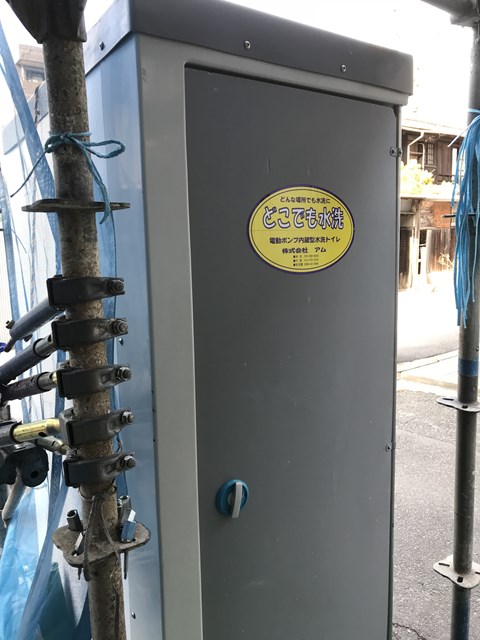 どんな場所でも水洗に
どこでも水洗
電動ポンプ内蔵型水洗トイレ
株式会社 アム